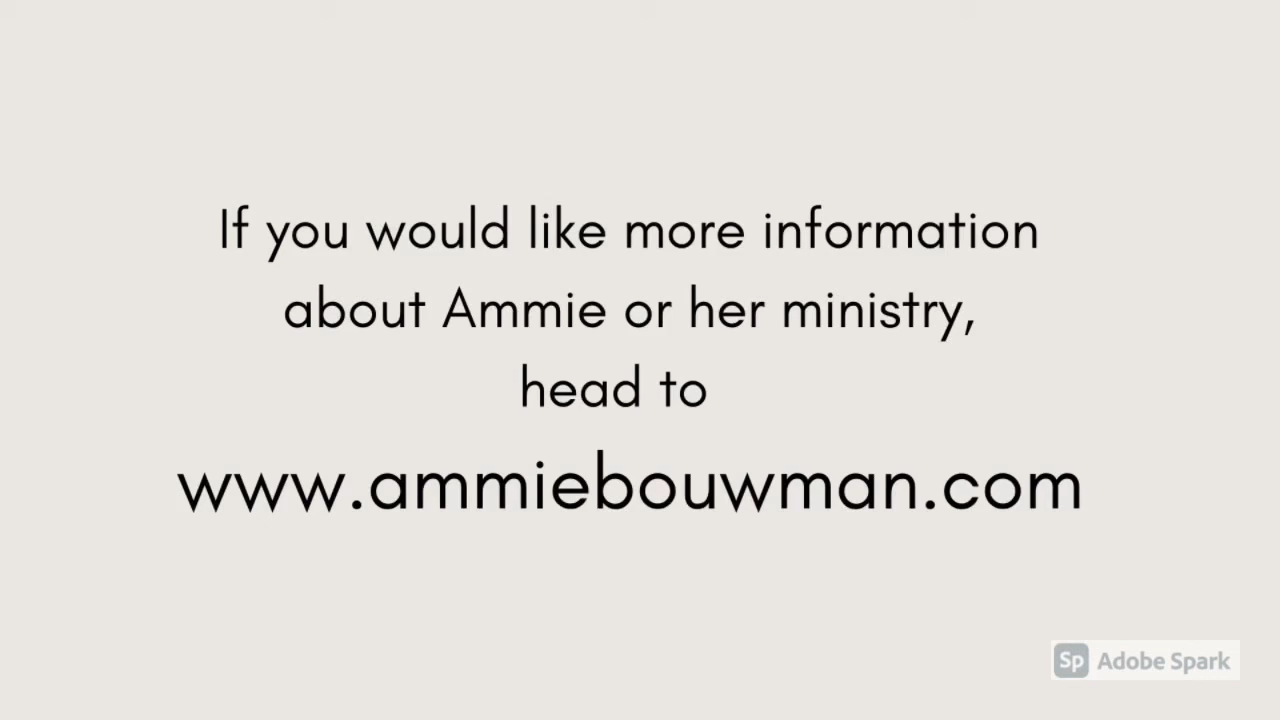 If you would like more information
about Ammie or her ministry,
head to
www.ammiebouwman.com
Sp Adobe Spark